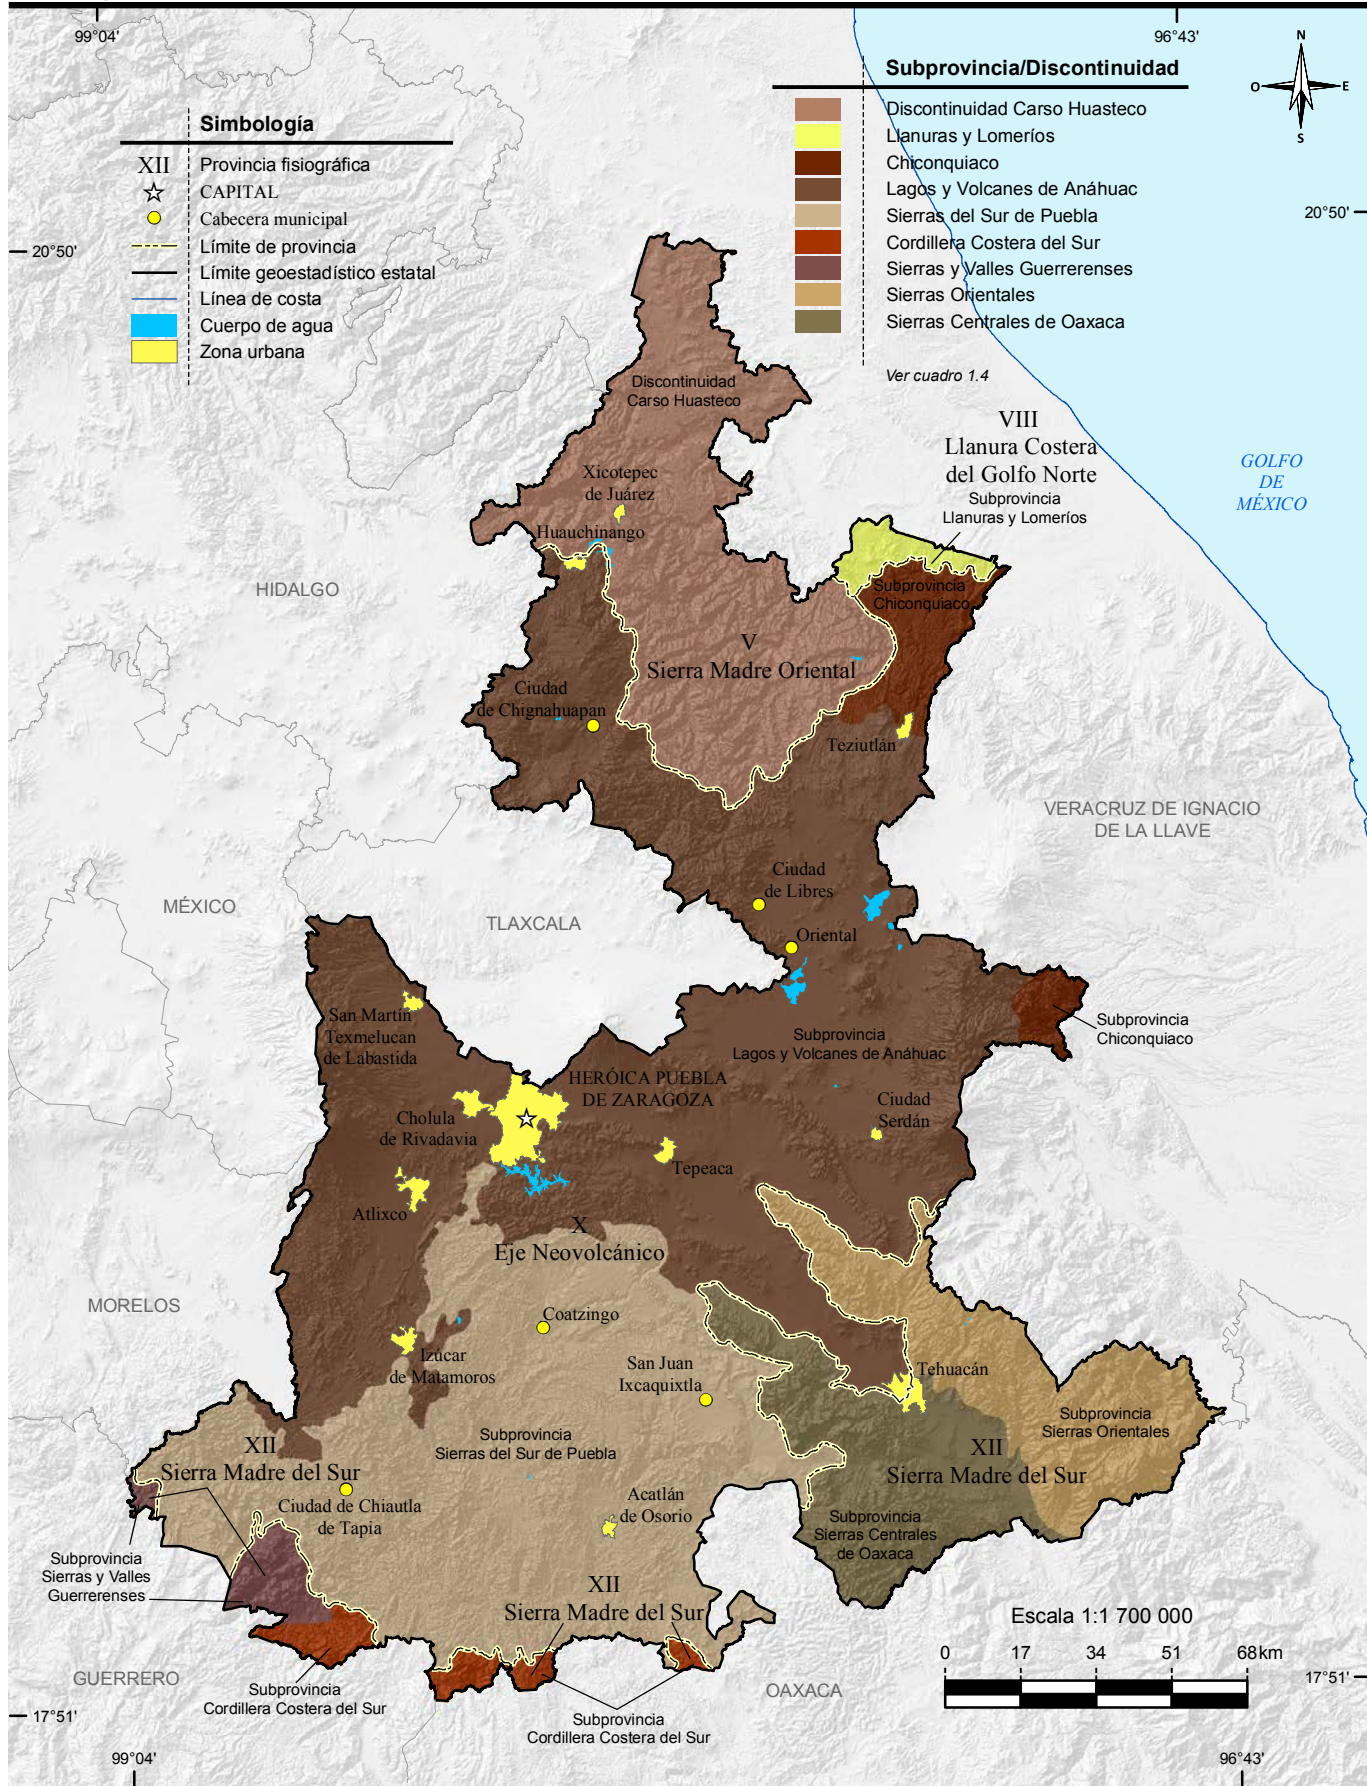 99°04'
96°43'
Simbología
XII Provincia fisiográfica
CAPITAL
Cabecera municipal
Límite de provincia
Límite geoestadístico estatal
Línea de costa
Cuerpo de agua
Zona urbana
Subprovincia/Discontinuidad
Discontinuidad Carso Huasteco
Llanuras y Lomeríos
Chiconquiaco
Lagos y Volcanes de Anáhuac
Sierras del Sur de Puebla
Cordillera Costera del Sur
Sierras y Valles Guerrerenses
Sierras Orientales
Sierras Centrales de Oaxaca
Ver cuadro 1.4
N
O
E
S
20°50'
20°50'
Discontinuidad
Carso Huasteco
VIII
Llanura Costera
del Golfo Norte
Subprovincia
Llanuras y Lomeríos
GOLFO
DE
MÉXICO
Xicotepec
de Juárez
Huauchinango
HIDALGO
Subprovincia
Chiconquiaco
V
Sierra Madre Oriental
Ciudad
de Chignahuapan
Teziutlán
VERACRUZ DE IGNACIO
DE LA LLAVE
Ciudad
de Libres
MÉXICO
TLAXCALA
Oriental
San Martín
Texmelucan
de Labastida
Subprovincia
Lagos y Volcanes de Anáhuac
Subprovincia
Chiconquiaco
HERÓICA PUEBLA
DE ZARAGOZA
Cholula
de Rivadavia
Ciudad
Serdán
Tepeaca
Atlixco
X
Eje Neovolcánico
MORELOS
Coatzingo
Izúcar
de Matamoros
San Juan
Ixcaquixtla
Tehuacán
Subprovincia
Sierras Orientales
Subprovincia
Sierras del Sur de Puebla
XII
Sierra Madre del Sur
XII
Sierra Madre del Sur
Ciudad de Chiautla
de Tapia
Acatlán
de Osorio
Subprovincia
Sierras Centrales
de Oaxaca
Subprovincia
Sierras y Valles
Guerrerenses
XII
Sierra Madre del Sur
Escala 1:1 700 000
0 17 34 51 68km
GUERRERO
Subprovincia
Cordillera Costera del Sur
OAXACA
Subprovincia
Cordillera Costera del Sur
17°51'
17°51'
99°04'
96°43'